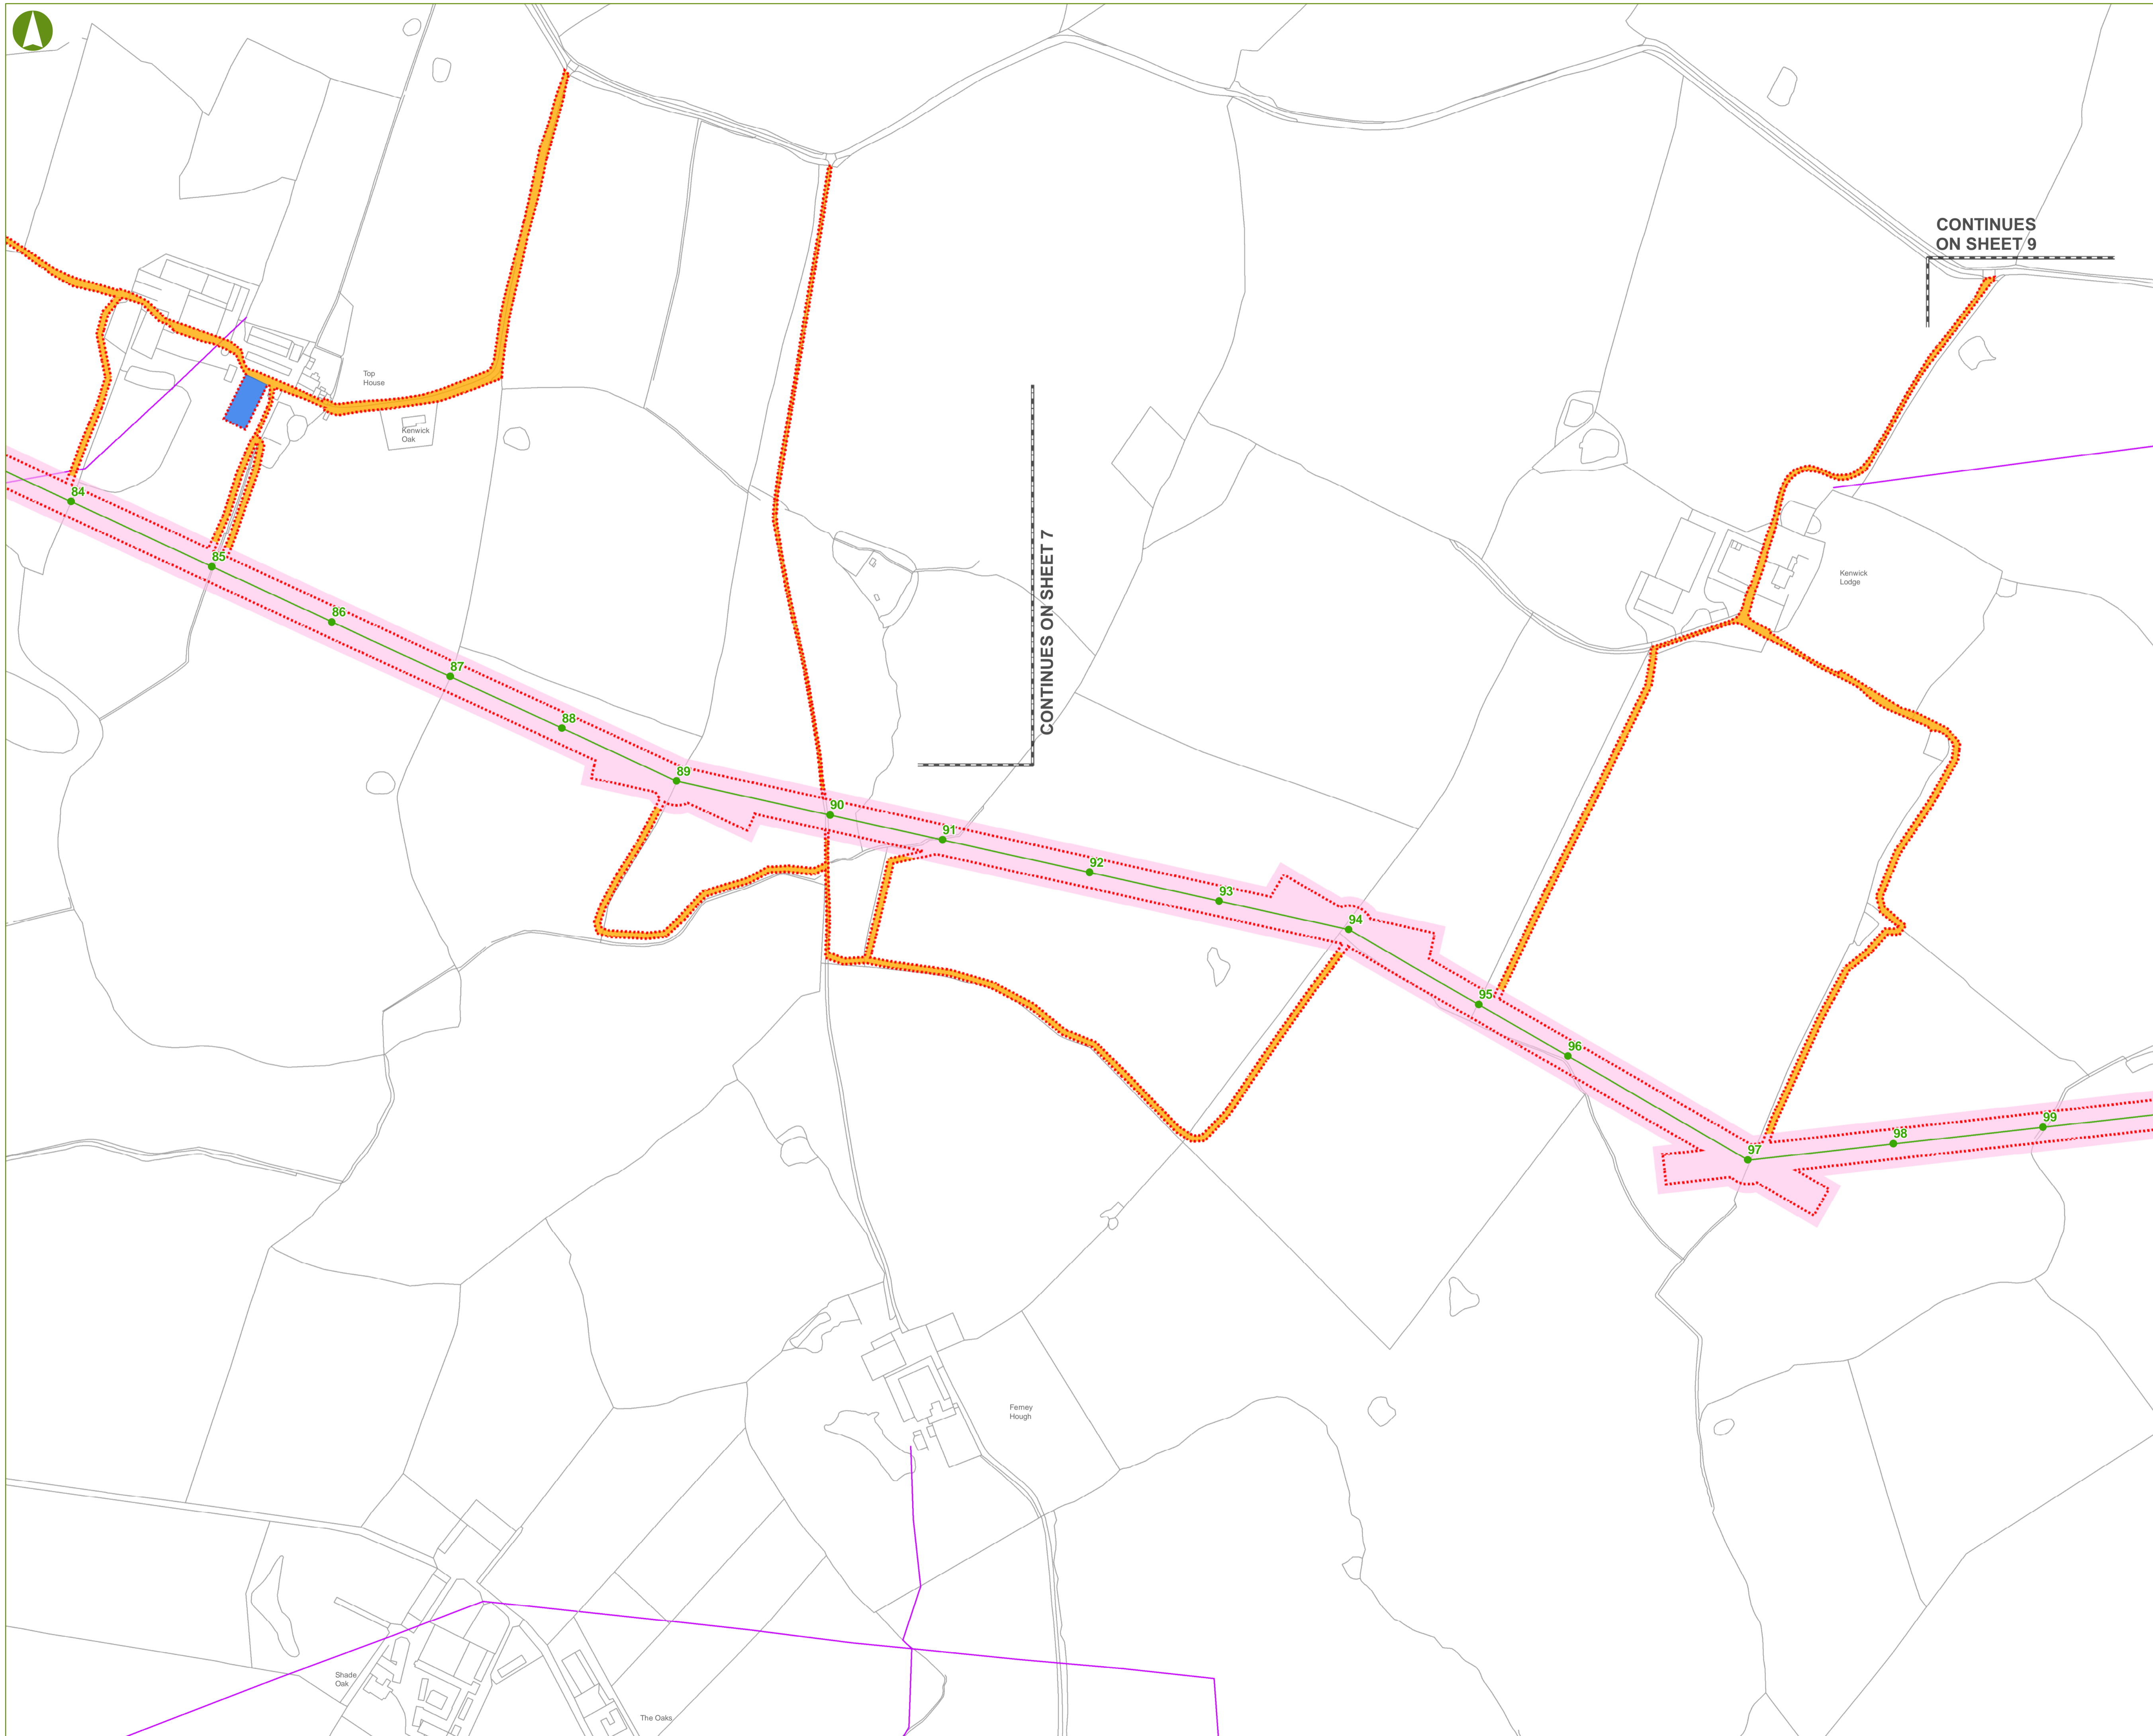 CONTINUES
ON SHEET 9
Top
House
Kenwick
Oak
84
85
86
87
88
89
90
91
92
93
94
95
96
97
98
99
CONTINUES ON SHEET 7
Kenwick
Lodge
Ferney
Hough
Shade
Oak
The Oaks